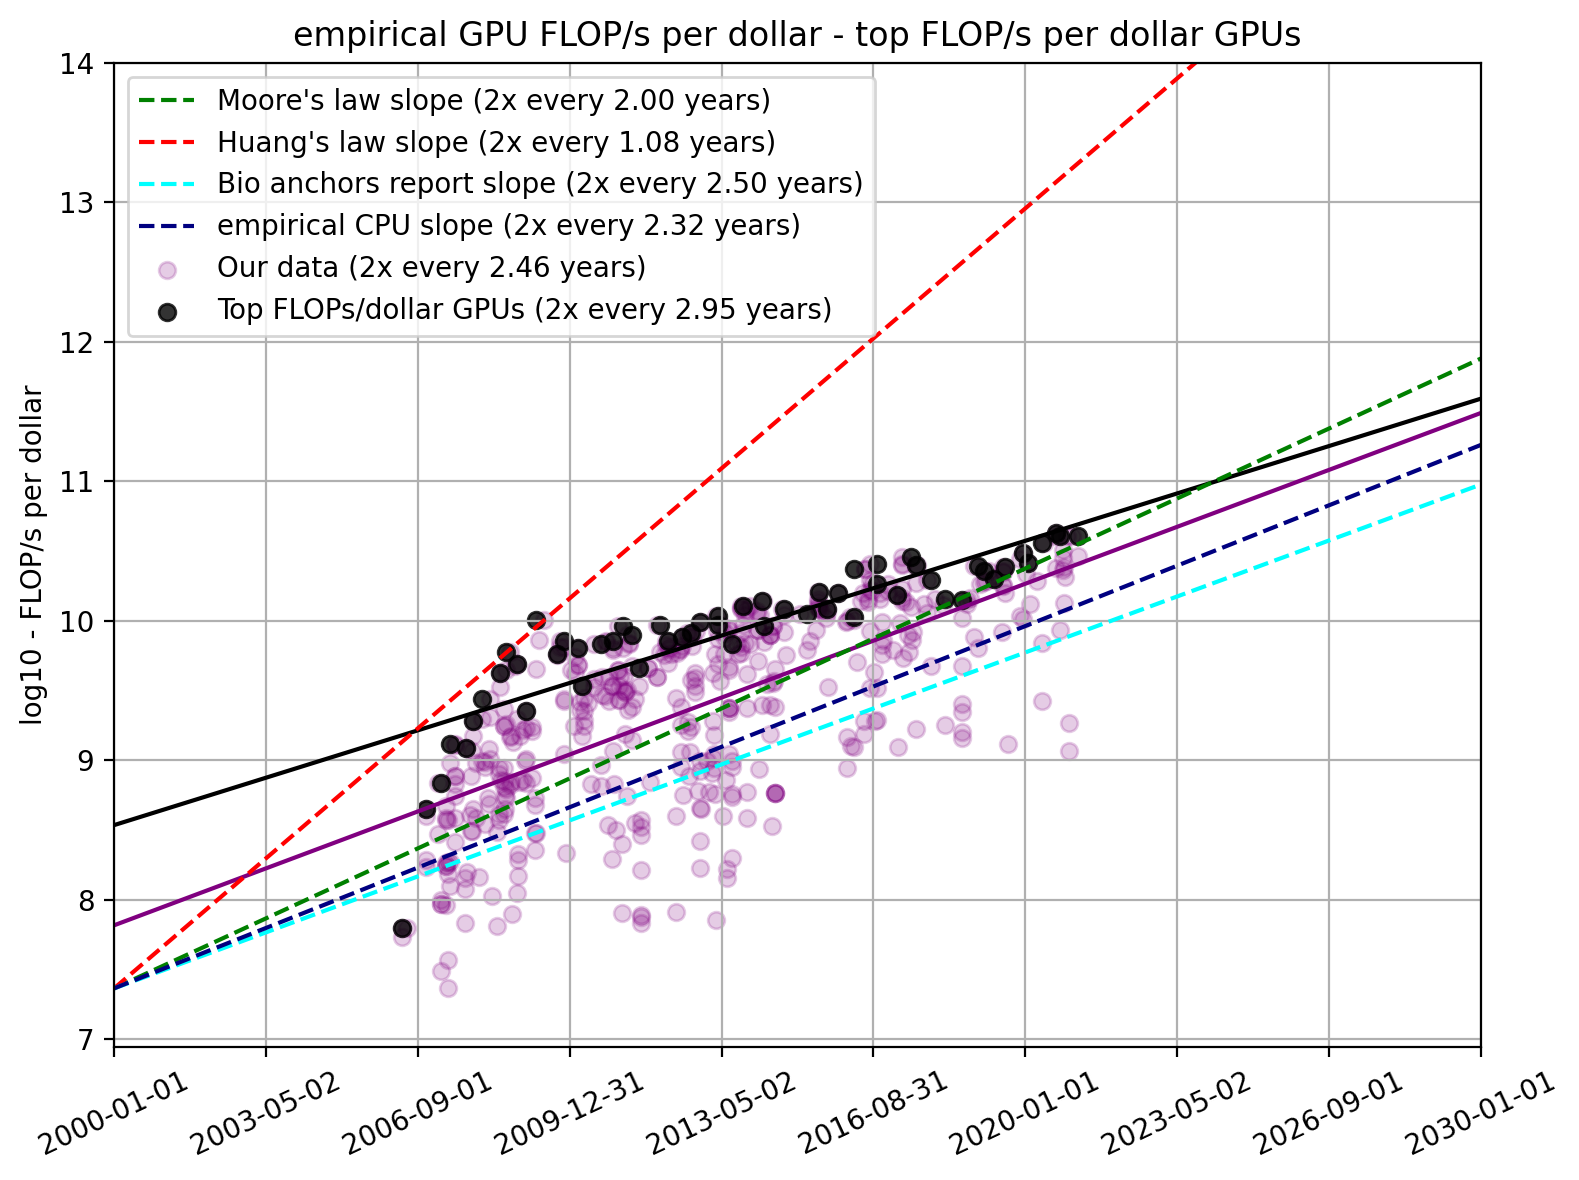 empirical GPU FLOP/s per dollar - top FLOP/s per dollar GPUs
14
13
12
11
10
9
8
7
log10 - FLOP/s per dollar
Moore's law slope (2x every 2.00 years)
Huang's law slope (2x every 1.08 years)
Bio anchors report slope (2x every 2.50 years)
empirical CPU slope (2x every 2.32 years)
Our data (2x every 2.46 years)
Top FLOPs/dollar GPUs (2x every 2.95 years)
2000-01-01
2003-05-02
2006-09-01
2009-12-31
2013-05-02
2016-08-31
2020-01-01
2023-05-02
2026-09-01
2030-01-01